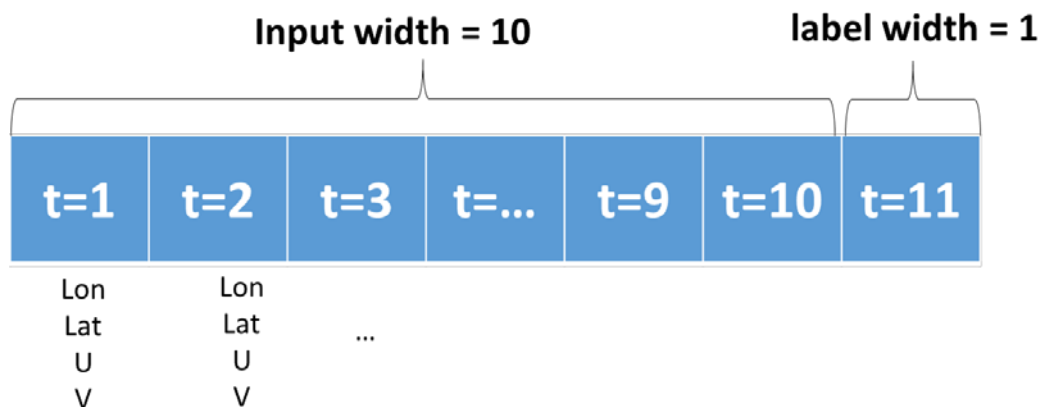 Input width = 10
label width = 1
t=1
t=2
t=3
t=...
t=9
t=10
t=11
Lon
Lat
U
V
Lon
Lat
U
V
...